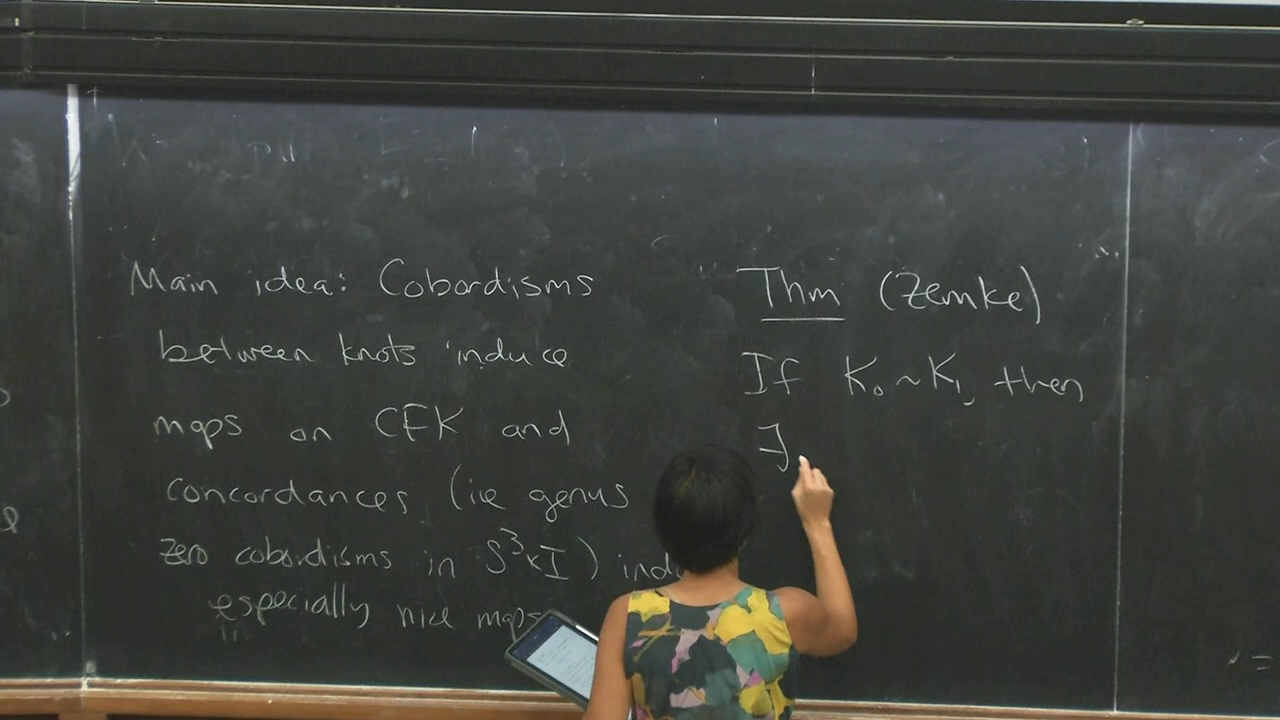 Main idea: Cobordisms
between knots induce
maps on CFK and
concordances (ie genus
zero cobordisms in S³×I)
especially nice maps
Thm (Zemke)
If K₀ ~ K₁, then
∃